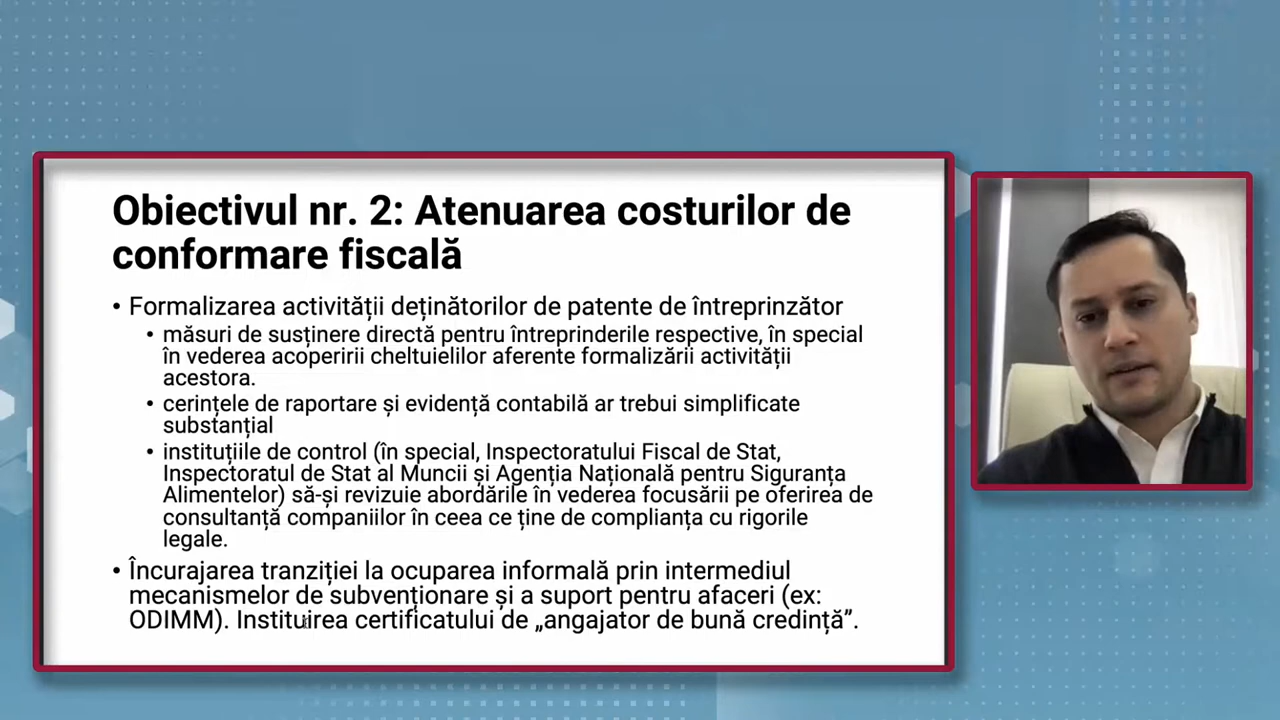 Obiectivul nr. 2: Atenuarea costurilor de
conformare fiscală
• Formalizarea activității deținătorilor de patente de întreprinzător
• măsuri de susținere directă pentru întreprinderile respective, în special
în vederea acoperirii cheltuielilor aferente formalizării activității
acestora.
• cerințele de raportare și evidență contabilă ar trebui simplificate
substanțial
• instituțiile de control (în special, Inspectoratului Fiscal de Stat,
Inspectoratul de Stat al Muncii și Agenția Națională pentru Siguranța
Alimentelor) să-și revizuie abordările în vederea focusării pe oferirea de
consultanță companiilor în ceea ce ține de complianța cu rigorile
legale.
• Încurajarea tranziției la ocuparea informală prin intermediul
mecanismelor de subvenționare și a suport pentru afaceri (ex:
ODIMM). Instituirea certificatului de „angajator de bună credință”.